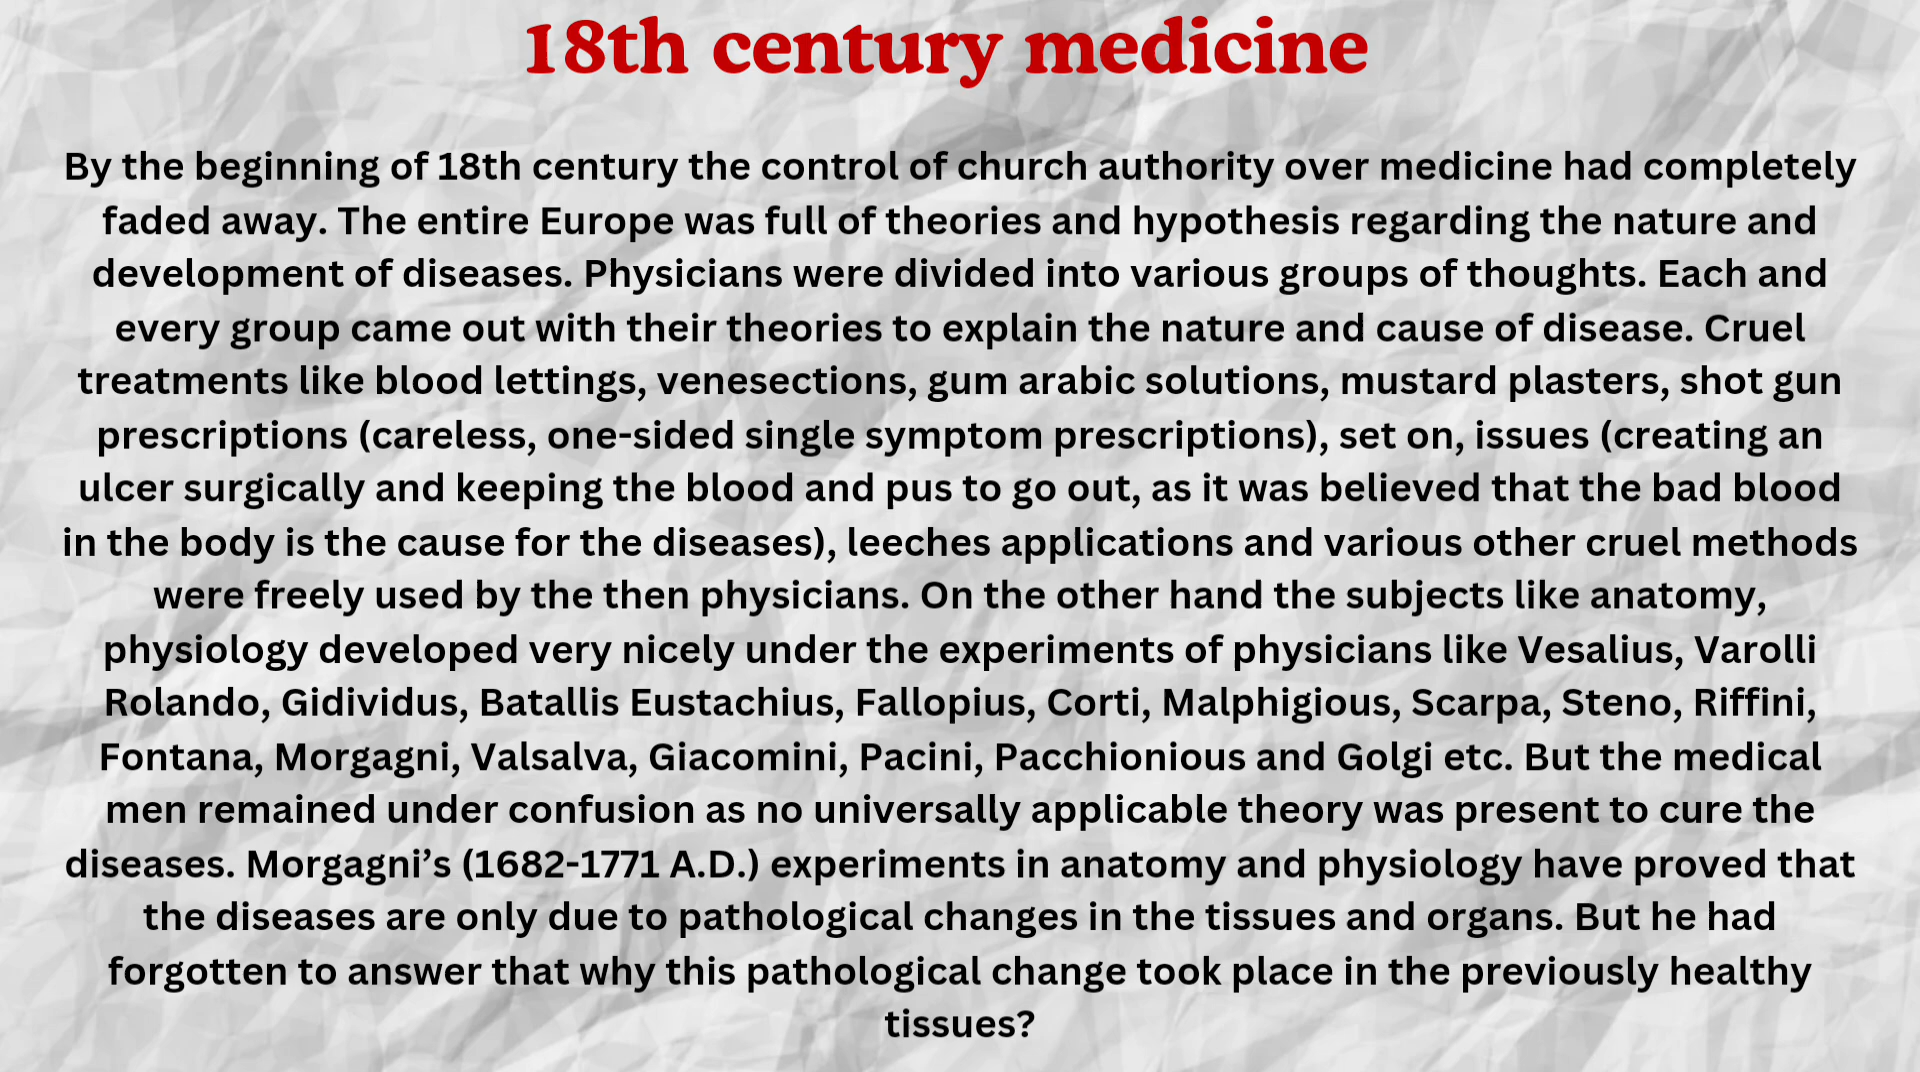 18th century medicine
By the beginning of 18th century the control of church authority over medicine had completely
faded away. The entire Europe was full of theories and hypothesis regarding the nature and
development of diseases. Physicians were divided into various groups of thoughts. Each and
every group came out with their theories to explain the nature and cause of disease. Cruel
treatments like blood lettings, venesections, gum arabic solutions, mustard plasters, shot gun
prescriptions (careless, one-sided single symptom prescriptions), set on, issues (creating an
ulcer surgically and keeping the blood and pus to go out, as it was believed that the bad blood
in the body is the cause for the diseases), leeches applications and various other cruel methods
were freely used by the then physicians. On the other hand the subjects like anatomy,
physiology developed very nicely under the experiments of physicians like Vesalius, Varolli
Rolando, Gidividus, Batallis Eustachius, Fallopius, Corti, Malphigious, Scarpa, Steno, Riffini,
Fontana, Morgagni, Valsalva, Giacomini, Pacini, Pacchionious and Golgi etc. But the medical
men remained under confusion as no universally applicable theory was present to cure the
diseases. Morgagni’s (1682-1771 A.D.) experiments in anatomy and physiology have proved that
the diseases are only due to pathological changes in the tissues and organs. But he had
forgotten to answer that why this pathological change took place in the previously healthy
tissues?